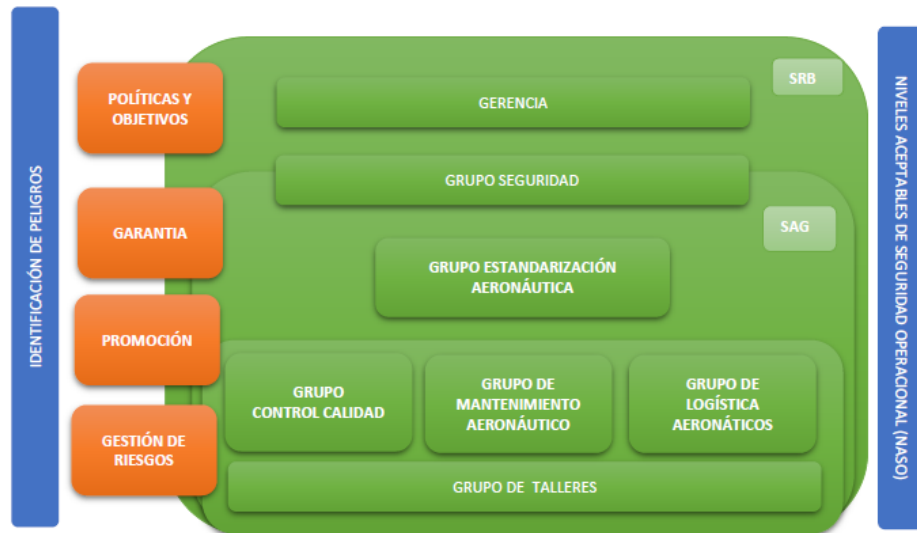 IDENTIFICACIÓN DE PELIGROS
POLÍTICAS Y
OBJETIVOS
GARANTIA
PROMOCIÓN
GESTIÓN DE
RIESGOS
SRB
GERENCIA
GRUPO SEGURIDAD
SAG
GRUPO ESTANDARIZACIÓN
AERONÁUTICA
GRUPO
CONTROL CALIDAD
GRUPO DE
MANTENIMIENTO
AERONÁUTICO
GRUPO DE
LOGÍSTICA
AERONÁTICOS
GRUPO DE TALLERES
NIVELES ACEPTABLES DE SEGURIDAD OPERACIONAL (NASO)